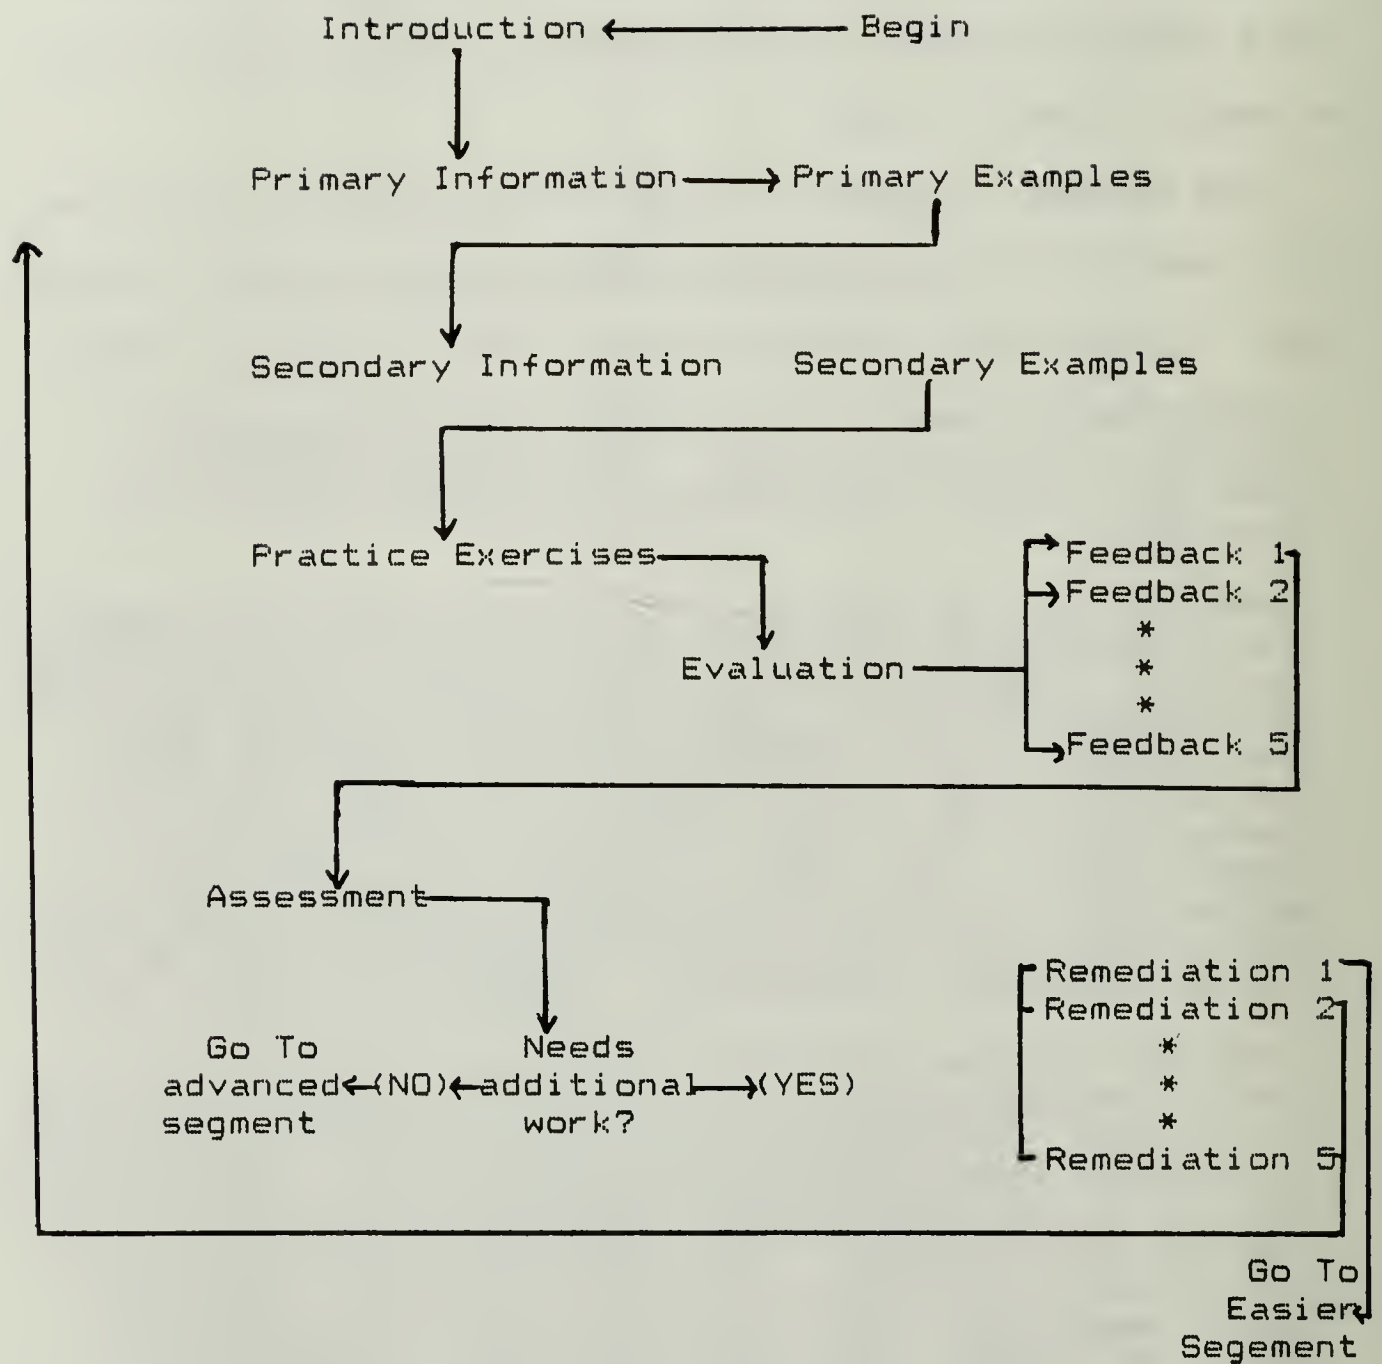 Introduction Begin
Primary Information Primary Examples
Secondary Information Secondary Examples
Practice Exercises
Feedback 1
Feedback 2
*
Evaluation
*
*
Feedback 5
Assessment
Remediation 1
Remediation 2
*
*
*
Remediation 5
Go To
advanced
segment
(NO)
Needs
additional
work?
(YES)
Go To
Easier
Segement